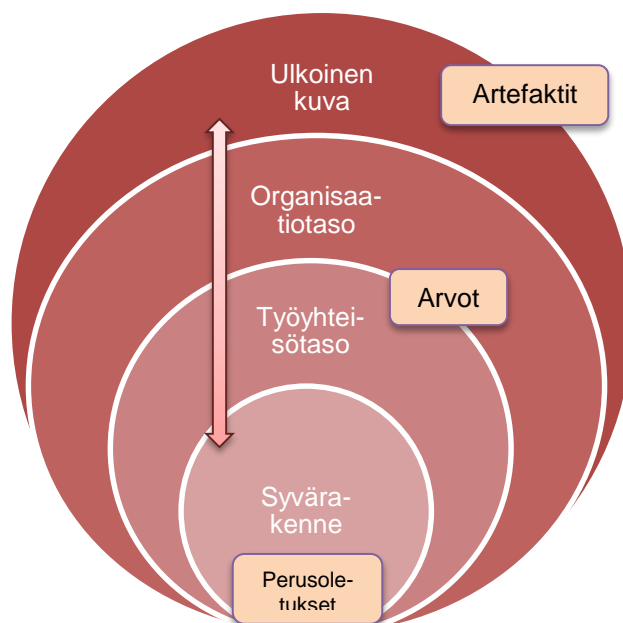 Ulkoinen
kuva
Artefaktit
Organisaa-
tiotaso
Arvot
Työyhtei-
sötaso
Syvära-
kenne
Perusole-
tukset